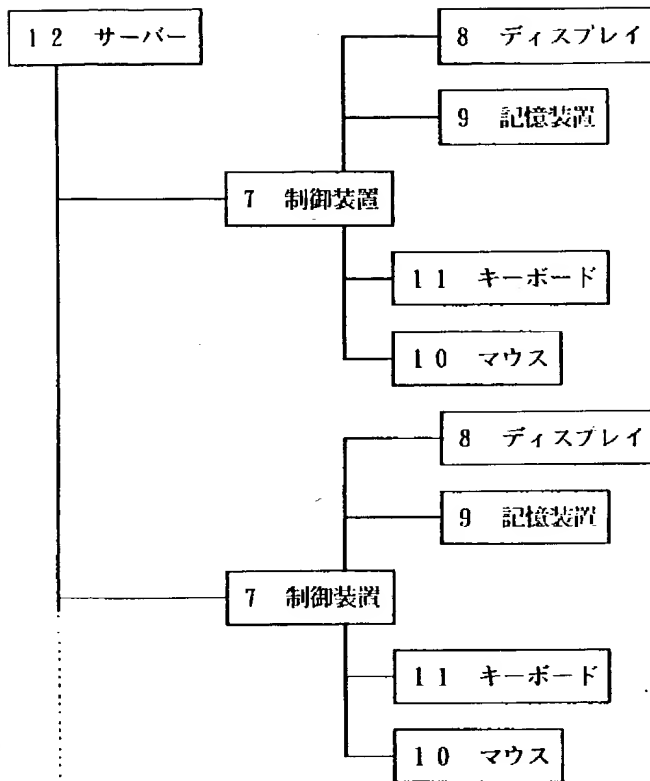 12 サーバー
8 ディスプレイ
9 記憶装置
7 制御装置
11 キーボード
10 マウス
8 ディスプレイ
9 記憶装置
7 制御装置
11 キーボード
10 マウス